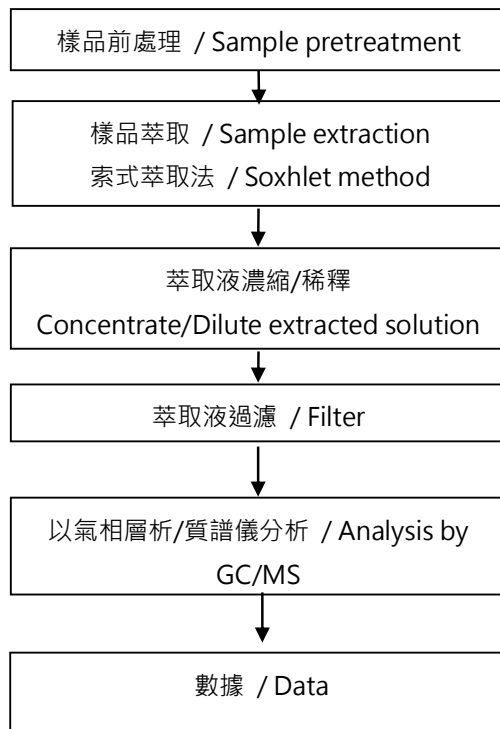 樣品前處理 / Sample pretreatment
樣品萃取 / Sample extraction
索式萃取法 / Soxhlet method
萃取液濃縮/稀釋
Concentrate/Dilute extracted solution
萃取液過濾 / Filter
以氣相層析/質譜儀分析 / Analysis by
GC/MS
數據 / Data